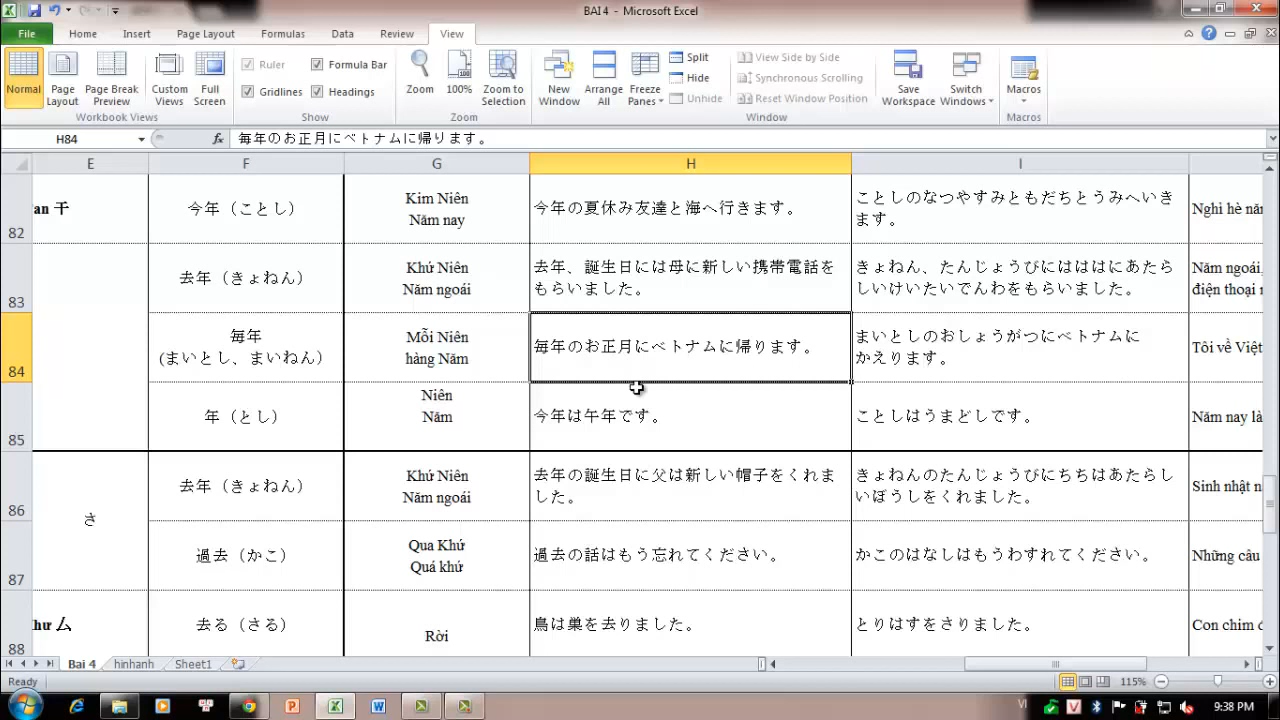 BAI 4 - Microsoft Excel
File Home Insert Page Layout Formulas Data Review View
Normal
Page Layout
Page Break Preview
Custom Views
Full Screen
Workbook Views
Ruler
Formula Bar
Gridlines
Headings
Show
Zoom
100%
Zoom to Selection
Zoom
New Window
Arrange All
Freeze Panes
Split
Hide
Unhide
View Side by Side
Synchronous Scrolling
Reset Window Position
Window
Save Workspace
Switch Windows
Macros
Macros
H84
fx
毎年のお正月にベトナムに帰ります。
E F G H I
82
an 干
今年（ことし）
Kim Niên
Năm nay
今年の夏休み友達と海へ行きます。
ことしのなつやすみともだちとうみへいき
ます。
Nghỉ hè nă
83
去年（きょねん）
Khứ Niên
Năm ngoái
去年、誕生日には母に新しい携帯電話を
もらいました。
きょねん、たんじょうびにはははにあたら
しいけいたいでんわをもらいました。
Năm ngoái,
điện thoại n
84
毎年
(まいとし、まいねん）
Mỗi Niên
hàng Năm
毎年のお正月にベトナムに帰ります。
まいとしのおしょうがつにベトナムに
かえります。
Tôi về Việt
85
年（とし）
Niên
Năm
今年は午年です。
ことしはうまどしです。
Năm nay là
86
さ
去年（きょねん）
Khứ Niên
Năm ngoái
去年の誕生日に父は新しい帽子をくれま
した。
きょねんのたんじょうびにちちはあたらし
いぼうしをくれました。
Sinh nhật n
87
過去（かこ）
Qua Khứ
Quá khứ
過去の話はもう忘れてください。
かこのはなしはもうわすれてください。
Những câu
88
hư ム
去る（さる）
Rời
鳥は巣を去りました。
とりはすをさりました。
Con chim đ
Bai 4 hinhanh Sheet1
Ready
115%
VI
9:38 PM